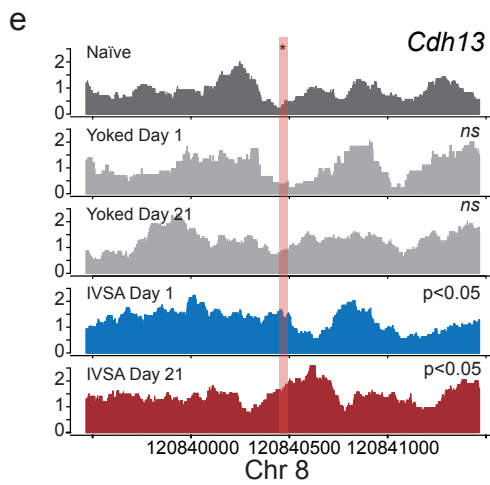 e
Cdh13
Naïve
*
2
1
0
Yoked Day 1
ns
2
1
0
Yoked Day 21
ns
2
1
0
IVSA Day 1
p<0.05
2
1
0
IVSA Day 21
p<0.05
2
1
0
120840000 120840500 120841000
Chr 8